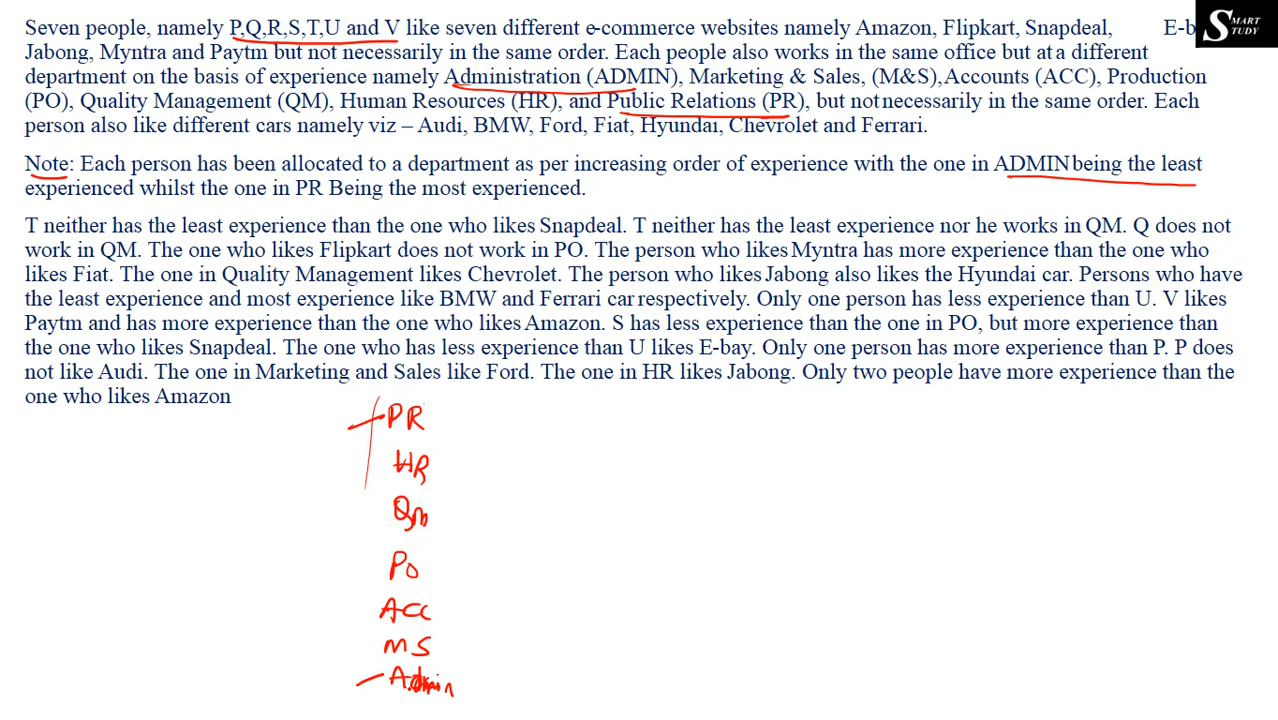 Seven people, namely P,Q,R,S,T,U and V like seven different e-commerce websites namely Amazon, Flipkart, Snapdeal, E-b
SMART STUDY
Jabong, Myntra and Paytm but not necessarily in the same order. Each people also works in the same office but at a different
department on the basis of experience namely Administration (ADMIN), Marketing & Sales, (M&S),Accounts (ACC), Production
(PO), Quality Management (QM), Human Resources (HR), and Public Relations (PR), but not necessarily in the same order. Each
person also like different cars namely viz – Audi, BMW, Ford, Fiat, Hyundai, Chevrolet and Ferrari.
Note: Each person has been allocated to a department as per increasing order of experience with the one in ADMIN being the least
experienced whilst the one in PR Being the most experienced.
T neither has the least experience than the one who likes Snapdeal. T neither has the least experience nor he works in QM. Q does not
work in QM. The one who likes Flipkart does not work in PO. The person who likes Myntra has more experience than the one who
likes Fiat. The one in Quality Management likes Chevrolet. The person who likes Jabong also likes the Hyundai car. Persons who have
the least experience and most experience like BMW and Ferrari car respectively. Only one person has less experience than U. V likes
Paytm and has more experience than the one who likes Amazon. S has less experience than the one in PO, but more experience than
the one who likes Snapdeal. The one who has less experience than U likes E-bay. Only one person has more experience than P. P does
not like Audi. The one in Marketing and Sales like Ford. The one in HR likes Jabong. Only two people have more experience than the
one who likes Amazon
PR
HR
Qm
PO
ACC
MS
Admin